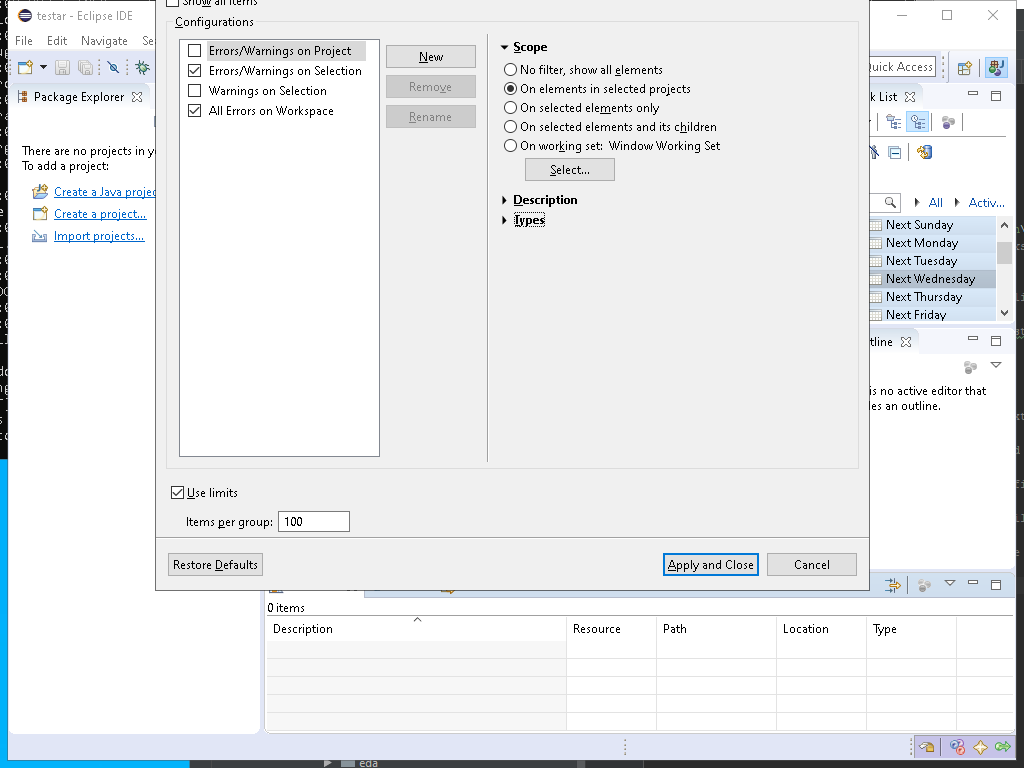 testar - Eclipse IDE
Show all items
Configurations
File Edit Navigate Se
Errors/Warnings on Project
Errors/Warnings on Selection
Warnings on Selection
All Errors on Workspace
New
Remove
Rename
Scope
No filter, show all elements
On elements in selected projects
On selected elements only
On selected elements and its children
On working set: Window Working Set
Select...
Description
Types
Quick Access
Package Explorer
k List
There are no projects in y
To add a project:
Create a Java projec
Create a project...
Import projects...
All Activ...
Next Sunday
Next Monday
Next Tuesday
Next Wednesday
Next Thursday
Next Friday
tline
is no active editor that
les an outline.
Use limits
Items per group: 100
Restore Defaults
Apply and Close
Cancel
0 items
Description Resource Path Location Type
eda